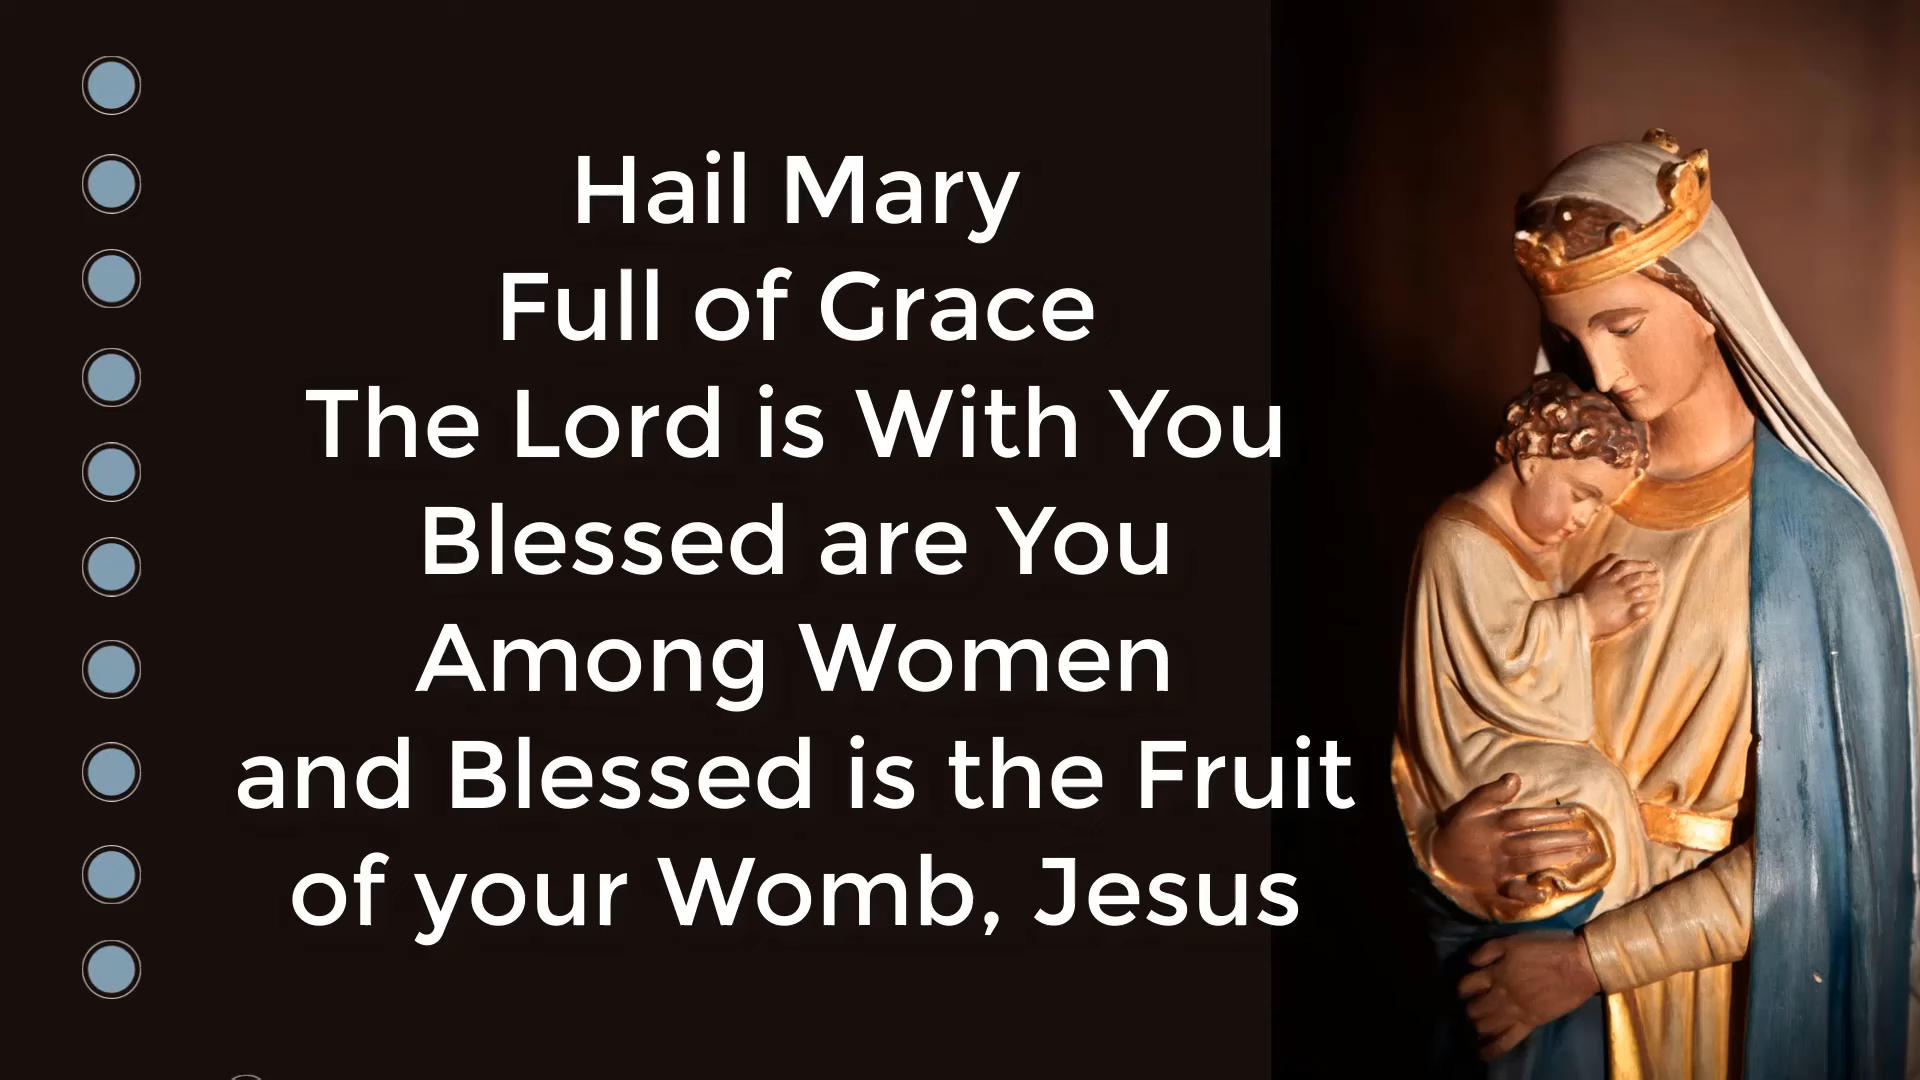 Hail Mary
Full of Grace
The Lord is With You
Blessed are You
Among Women
and Blessed is the Fruit
of your Womb, Jesus